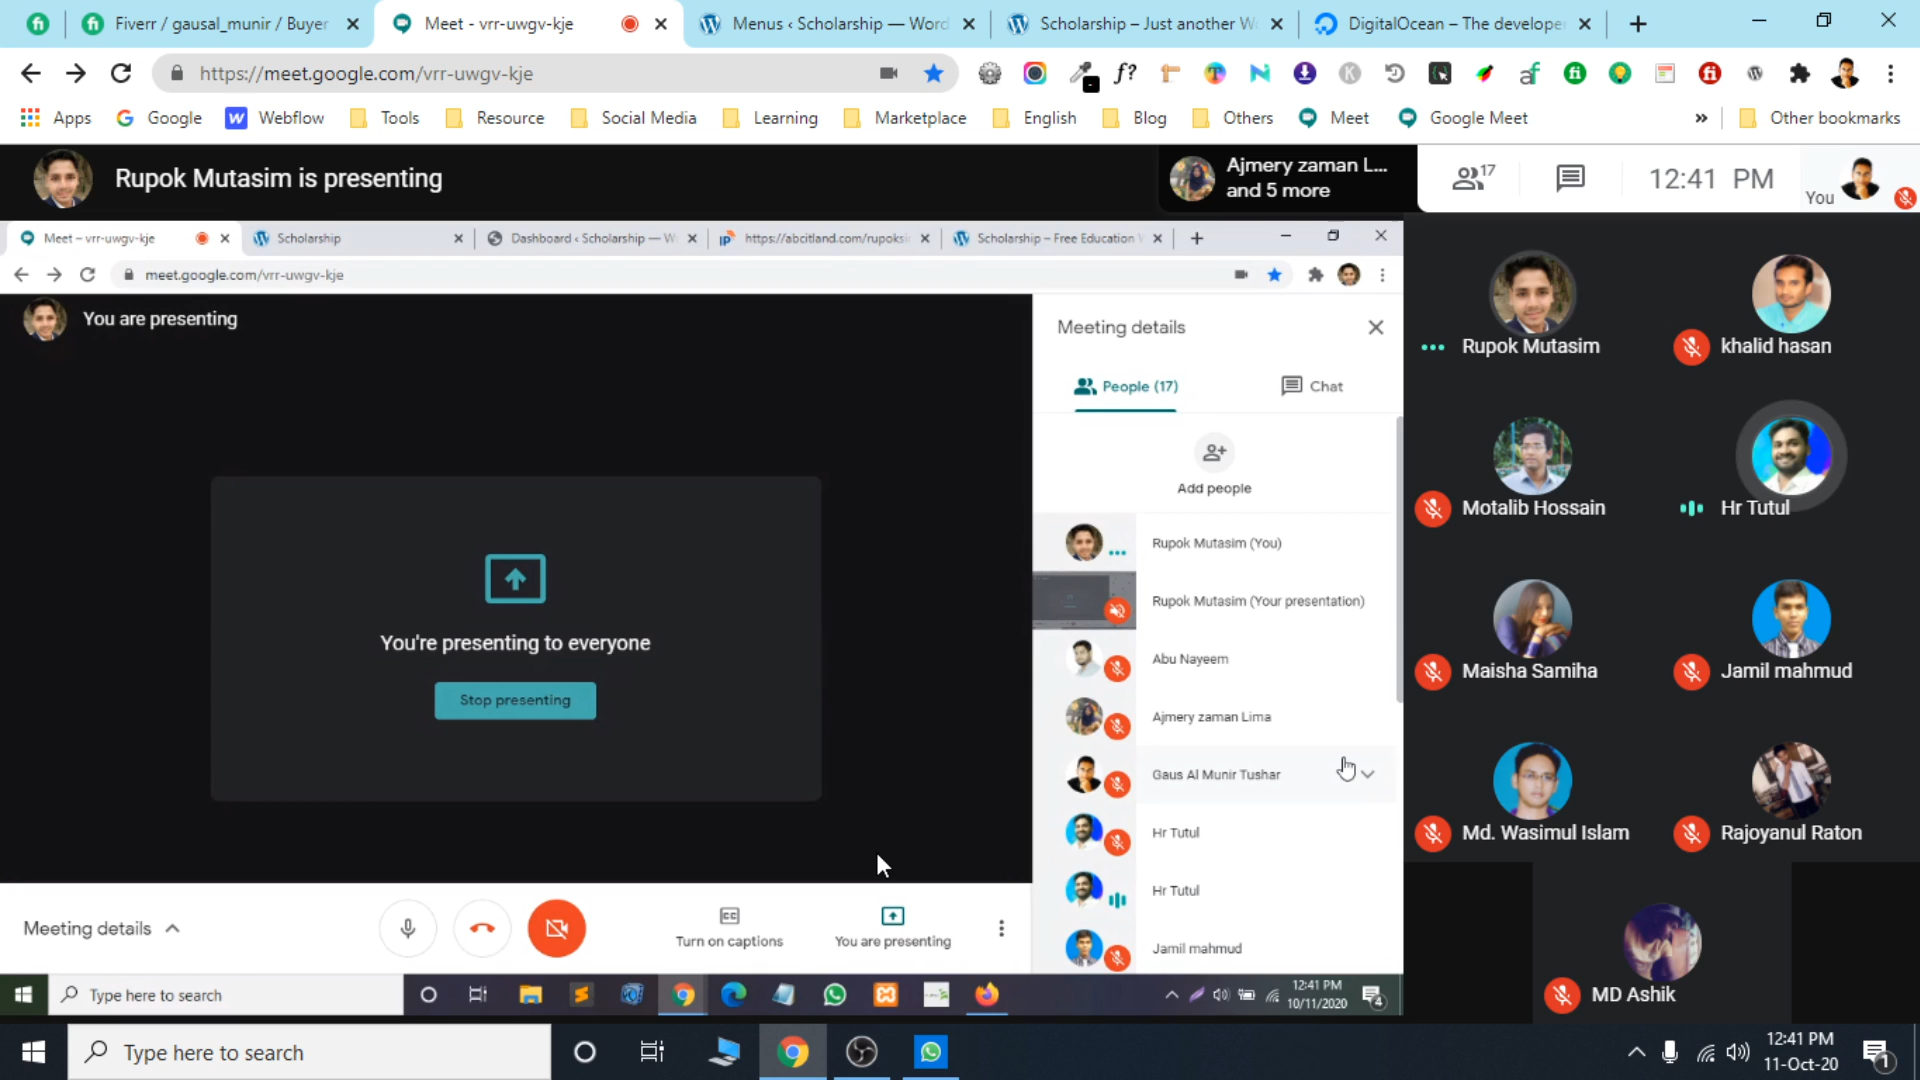 Fiverr / gausal_munir / Buyer
Meet - vrr-uwgv-kje
Menus ‹ Scholarship — Word
Scholarship – Just another W
DigitalOcean – The develope
https://meet.google.com/vrr-uwgv-kje
Apps
Google
Webflow
Tools
Resource
Social Media
Learning
Marketplace
English
Blog
Others
Meet
Google Meet
»
Other bookmarks
Rupok Mutasim is presenting
Ajmery zaman L...
and 5 more
17
12:41 PM
You
Meet – vrr-uwgv-kje
Scholarship
Dashboard ‹ Scholarship — W
https://abcitland.com/rupoksi
Scholarship – Free Education W
meet.google.com/vrr-uwgv-kje
You are presenting
Meeting details
People (17)
Chat
Add people
You're presenting to everyone
Stop presenting
Rupok Mutasim (You)
Rupok Mutasim (Your presentation)
Abu Nayeem
Ajmery zaman Lima
Gaus Al Munir Tushar
Hr Tutul
Hr Tutul
Jamil mahmud
Meeting details
Turn on captions
You are presenting
Type here to search
12:41 PM
10/11/2020
4
Rupok Mutasim
khalid hasan
Motalib Hossain
Hr Tutul
Maisha Samiha
Jamil mahmud
Md. Wasimul Islam
Rajoyanul Raton
MD Ashik
Type here to search
12:41 PM
11-Oct-20
1